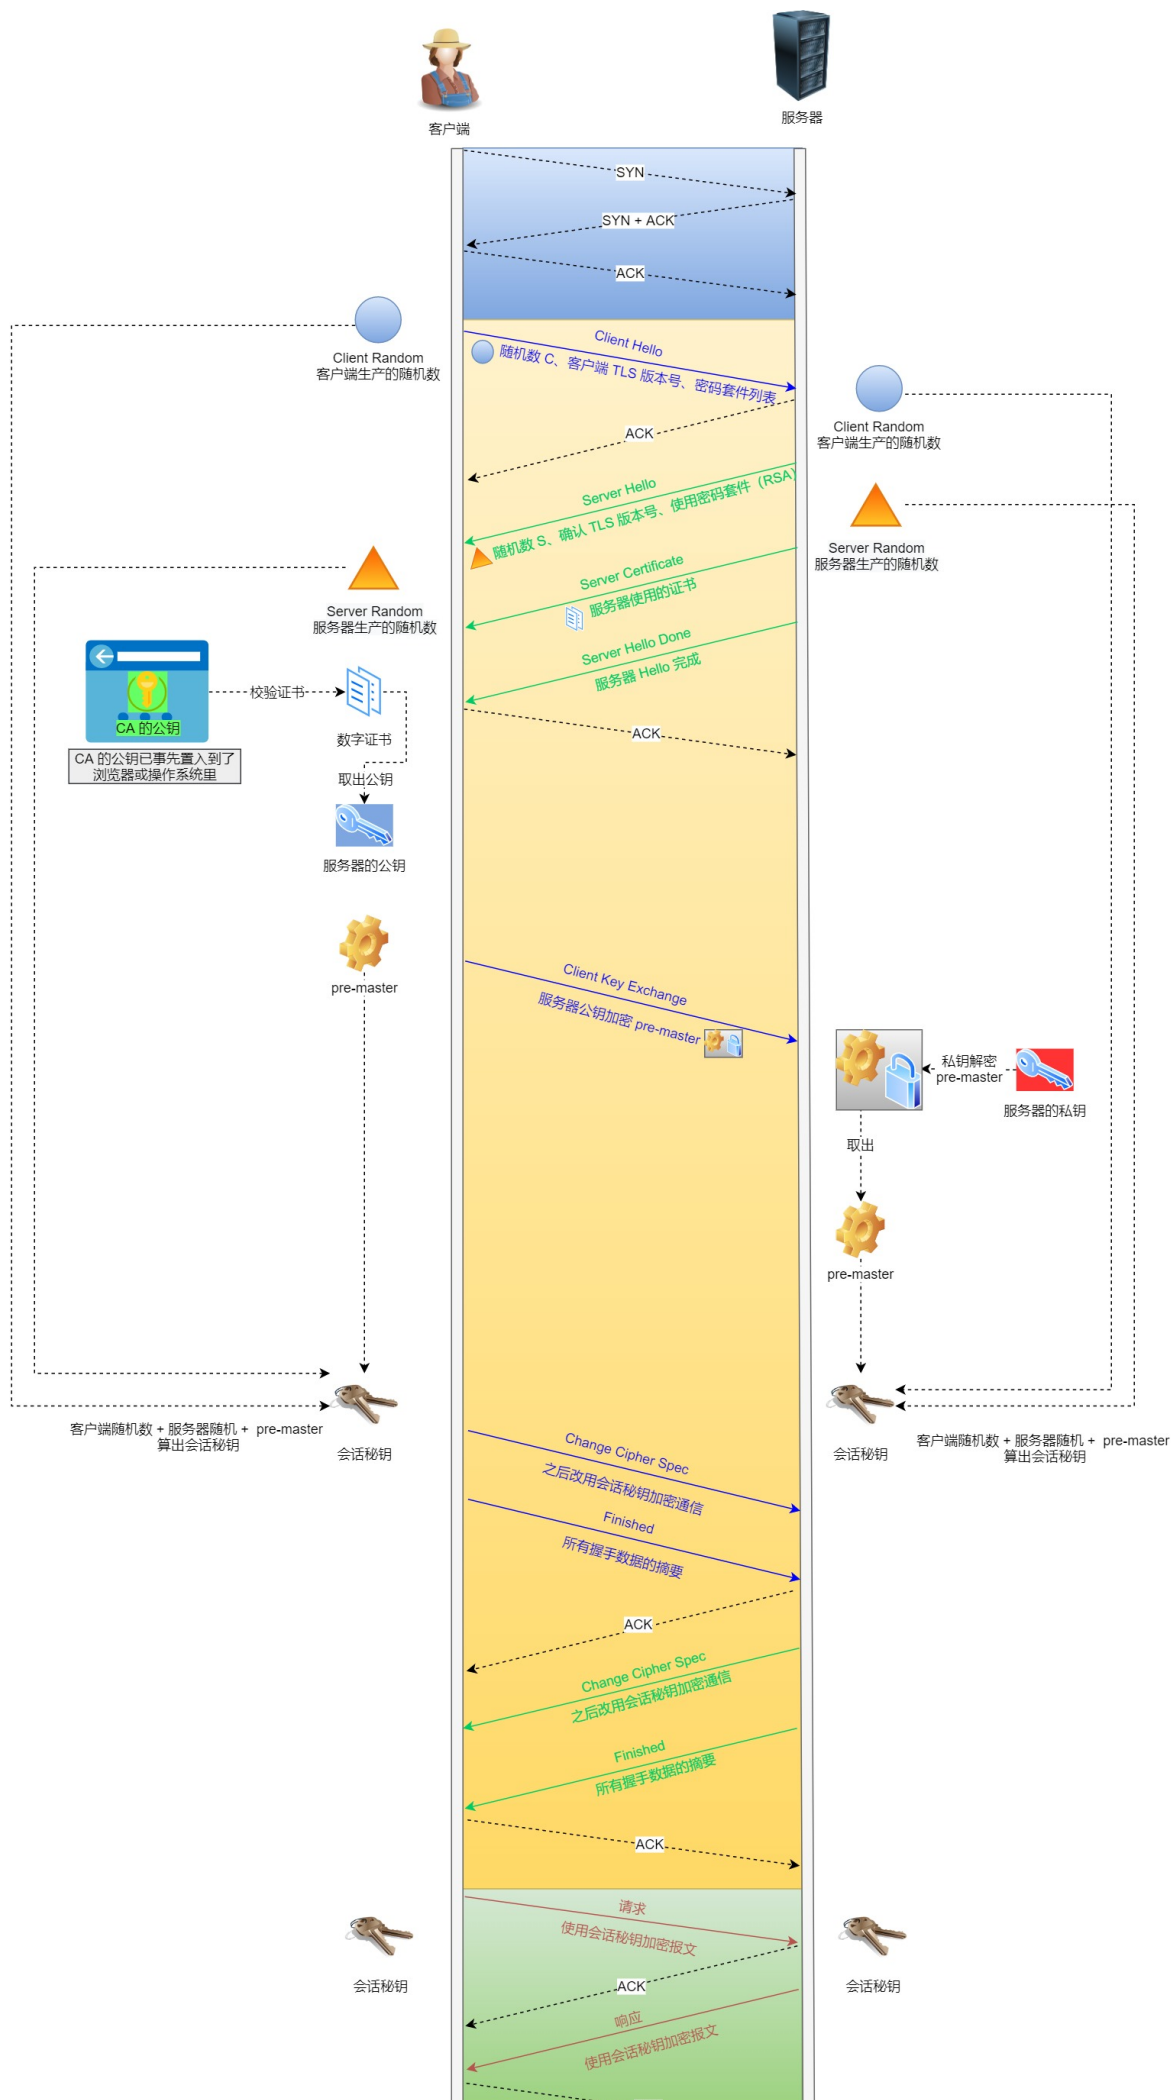 客户端
服务器
SYN
SYN + ACK
ACK
Client Random
客户端生产的随机数
Client Hello
随机数 C、客户端 TLS 版本号、密码套件列表
Client Random
客户端生产的随机数
ACK
Server Hello
随机数 S、确认 TLS 版本号、使用密码套件（RSA）
Server Random
服务器生产的随机数
Server Random
服务器生产的随机数
Server Certificate
服务器使用的证书
Server Hello Done
服务器 Hello 完成
CA 的公钥
校验证书
数字证书
CA 的公钥已事先置入到了
浏览器或操作系统里
取出公钥
服务器的公钥
ACK
pre-master
Client Key Exchange
服务器公钥加密 pre-master
私钥解密
pre-master
服务器的私钥
取出
pre-master
客户端随机数 + 服务器随机 + pre-master
算出会话秘钥
会话秘钥
会话秘钥
客户端随机数 + 服务器随机 + pre-master
算出会话秘钥
Change Cipher Spec
之后改用会话秘钥加密通信
Finished
所有握手数据的摘要
ACK
Change Cipher Spec
之后改用会话秘钥加密通信
Finished
所有握手数据的摘要
ACK
请求
使用会话秘钥加密报文
会话秘钥
ACK
会话秘钥
响应
使用会话秘钥加密报文